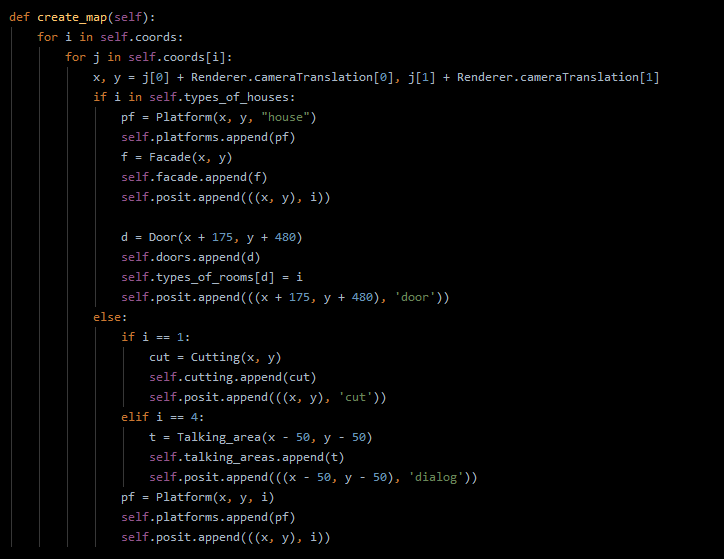 def create_map(self):
    for i in self.coords:
        for j in self.coords[i]:
            x, y = j[0] + Renderer.cameraTranslation[0], j[1] + Renderer.cameraTranslation[1]
            if i in self.types_of_houses:
                pf = Platform(x, y, "house")
                self.platforms.append(pf)
                f = Facade(x, y)
                self.facade.append(f)
                self.posit.append(((x, y), i))

                d = Door(x + 175, y + 480)
                self.doors.append(d)
                self.types_of_rooms[d] = i
                self.posit.append(((x + 175, y + 480), 'door'))
            else:
                if i == 1:
                    cut = Cutting(x, y)
                    self.cutting.append(cut)
                    self.posit.append(((x, y), 'cut'))
                elif i == 4:
                    t = Talking_area(x - 50, y - 50)
                    self.talking_areas.append(t)
                    self.posit.append(((x - 50, y - 50), 'dialog'))
                pf = Platform(x, y, i)
                self.platforms.append(pf)
                self.posit.append(((x, y), i))